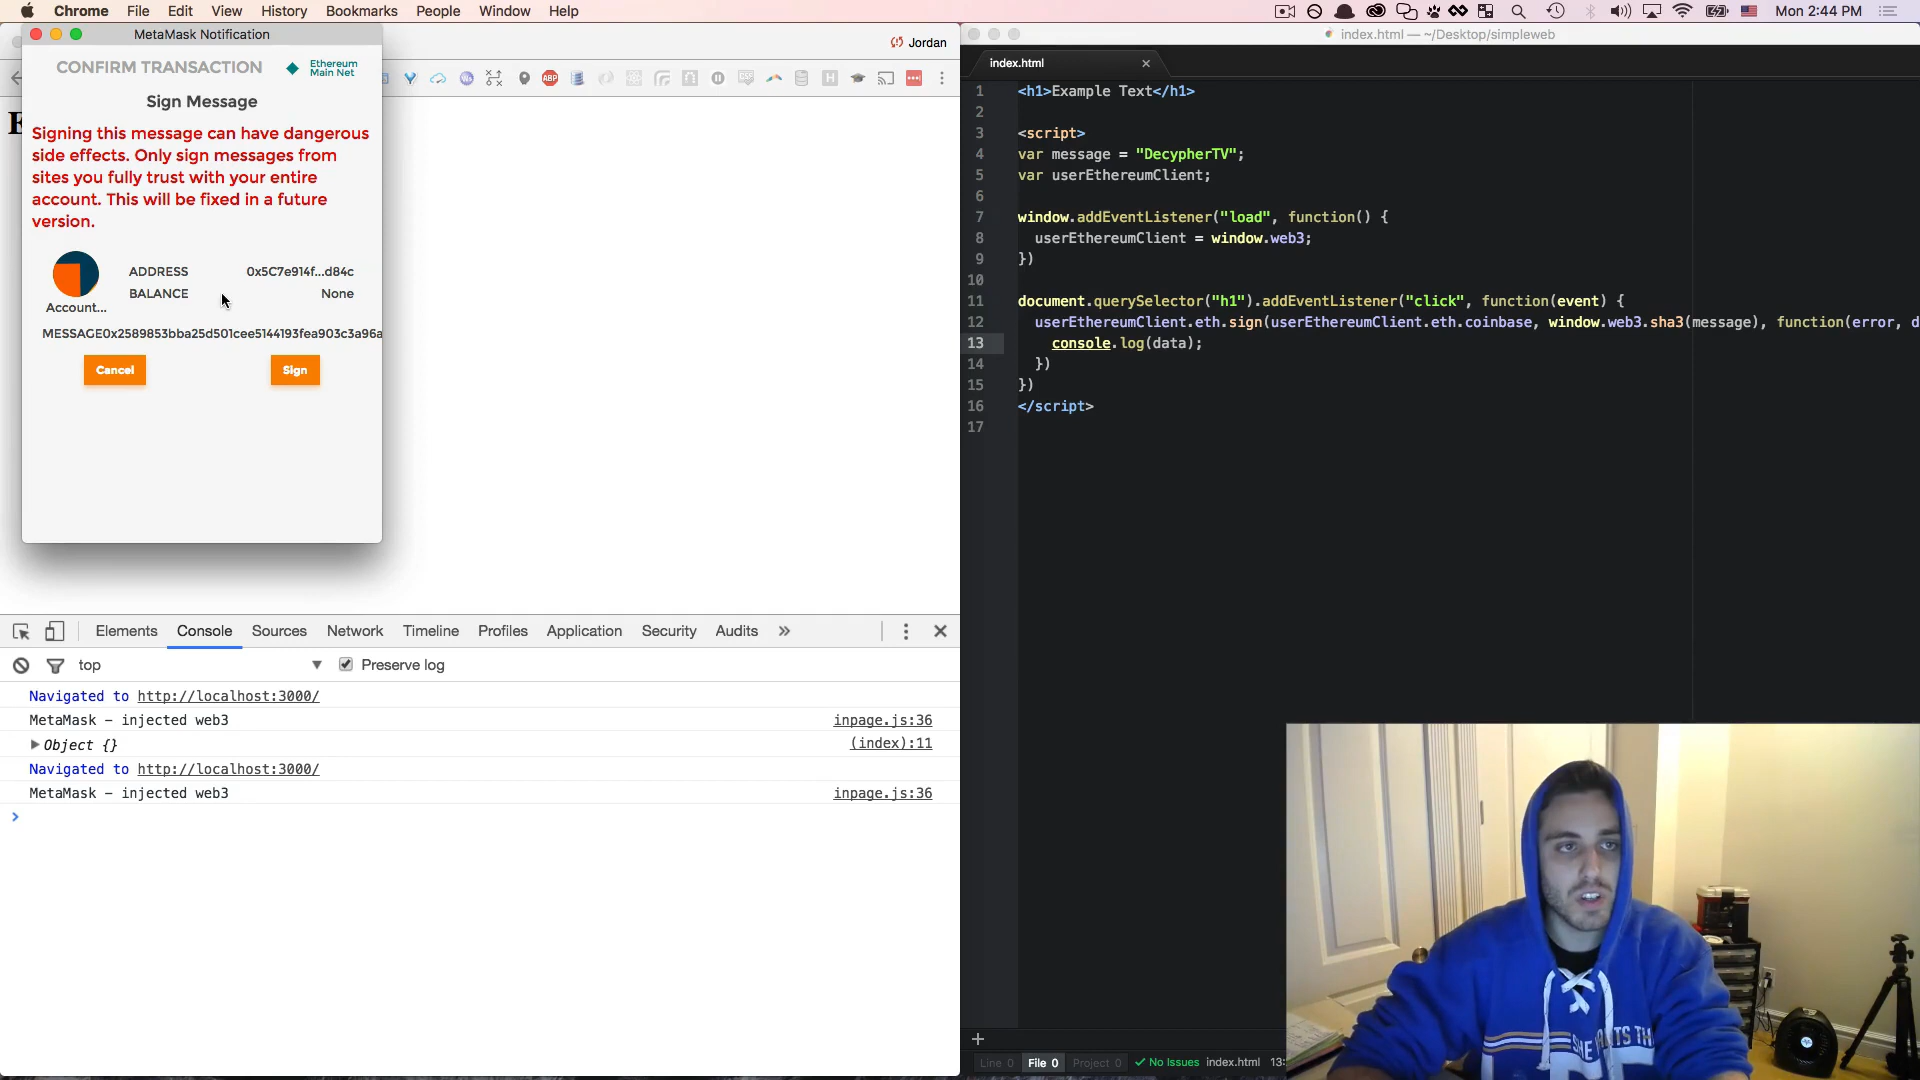 Chrome File Edit View History Bookmarks People Window Help
Mon 2:44 PM
MetaMask Notification
Jordan
CONFIRM TRANSACTION
Ethereum
Main Net
Sign Message
Signing this message can have dangerous
side effects. Only sign messages from
sites you fully trust with your entire
account. This will be fixed in a future
version.
ADDRESS 0x5C7e914f...d84c
BALANCE None
Account...
MESSAGE0x2589853bba25d501cee5144193fea903c3a96a
Cancel Sign
ABP
Elements Console Sources Network Timeline Profiles Application Security Audits »
top Preserve log
Navigated to http://localhost:3000/
MetaMask - injected web3 inpage.js:36
Object {} (index):11
Navigated to http://localhost:3000/
MetaMask - injected web3 inpage.js:36
>
index.html — ~/Desktop/simpleweb
index.html
1 <h1>Example Text</h1>
2
3 <script>
4 var message = "DecypherTV";
5 var userEthereumClient;
6
7 window.addEventListener("load", function() {
8 userEthereumClient = window.web3;
9 })
10
11 document.querySelector("h1").addEventListener("click", function(event) {
12 userEthereumClient.eth.sign(userEthereumClient.eth.coinbase, window.web3.sha3(message), function(error, d
13 console.log(data);
14 })
15 })
16 </script>
17
Line 0 File 0 Project 0 No Issues index.html 13: